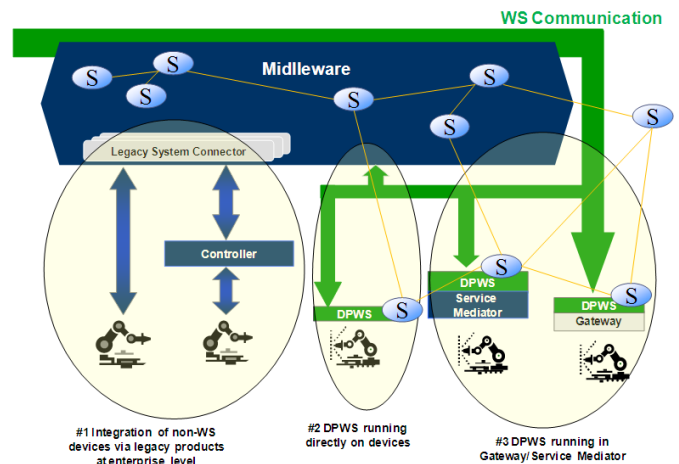 WS Communication
S
S
S
Midlleware
S
S
S
S
Legacy System Connector
Controller
S
DPWS
Service
Mediator
DPWS
S
DPWS
S
Gateway
#1 Integration of non-WS
devices via legacy products
at enterprise level
#2 DPWS running
directly on devices
#3 DPWS running in
Gateway/Service Mediator